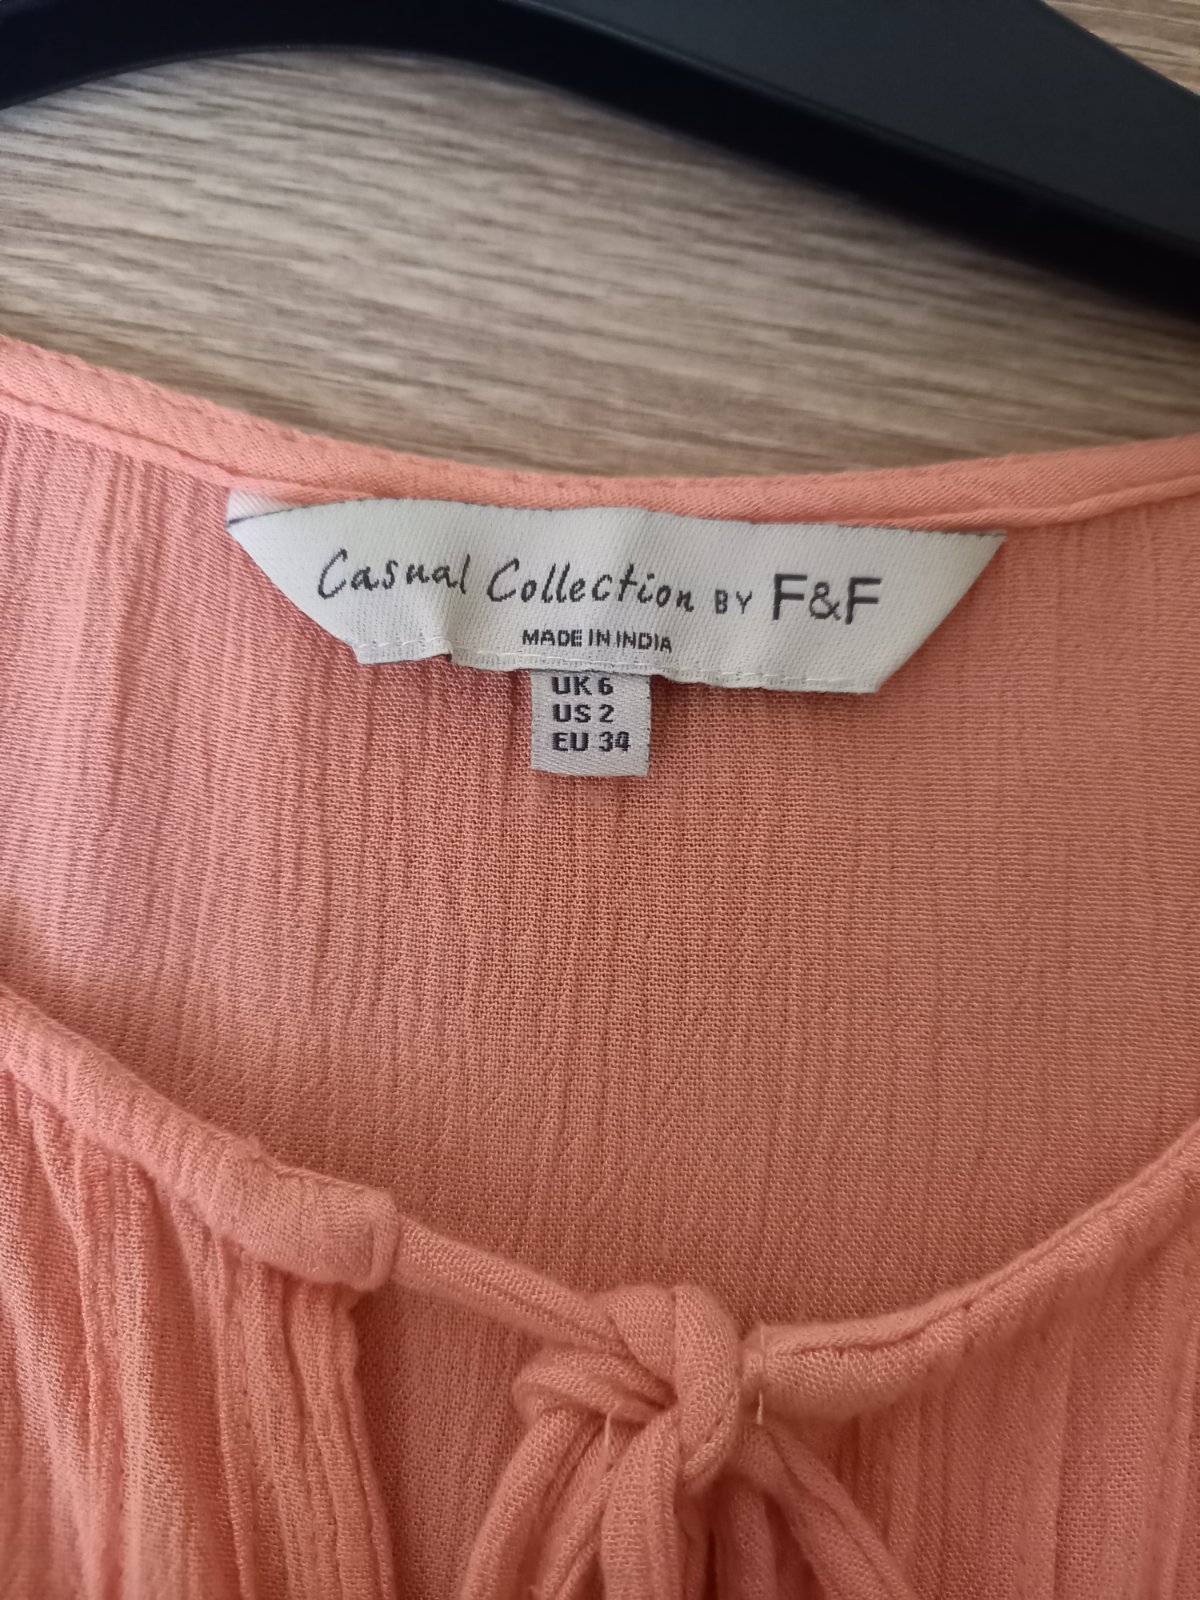 Casual Collection BY F&F
MADE IN INDIA
UK 6
US 2
EU 34